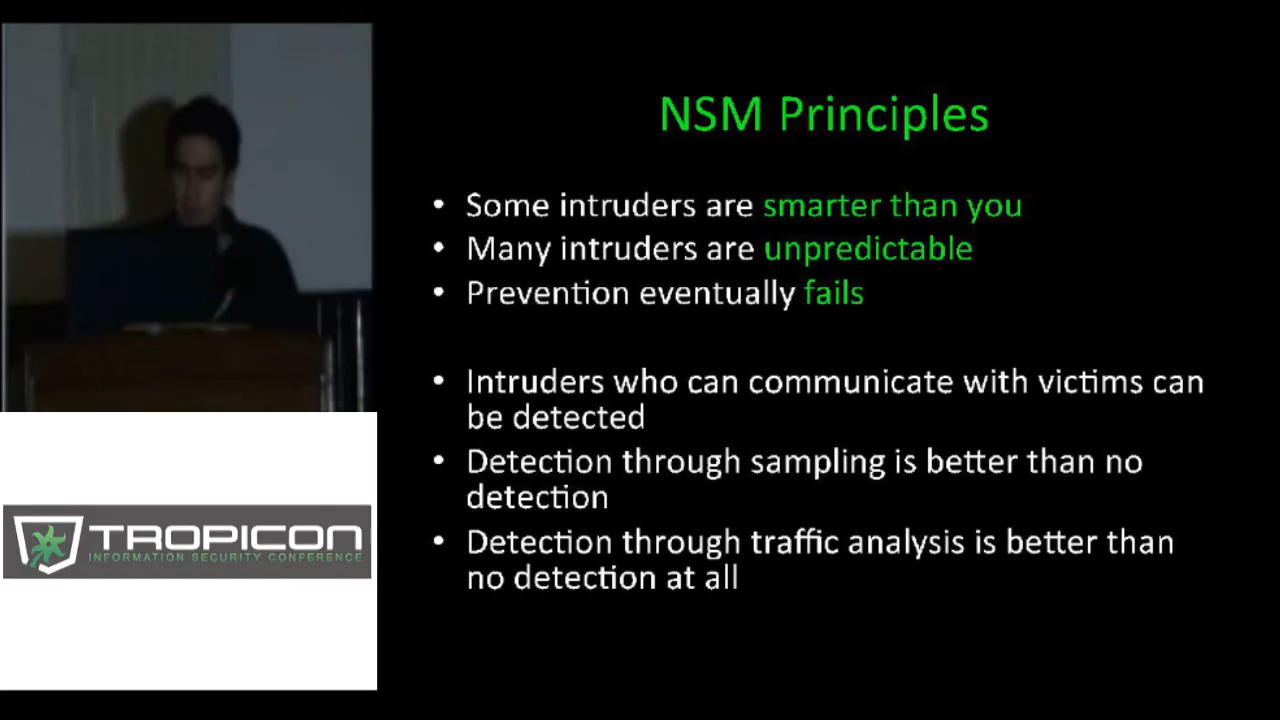 NSM Principles
• Some intruders are smarter than you
• Many intruders are unpredictable
• Prevention eventually fails
• Intruders who can communicate with victims can
be detected
• Detection through sampling is better than no
detection
• Detection through traffic analysis is better than
no detection at all
TROPICON
INFORMATION SECURITY CONFERENCE